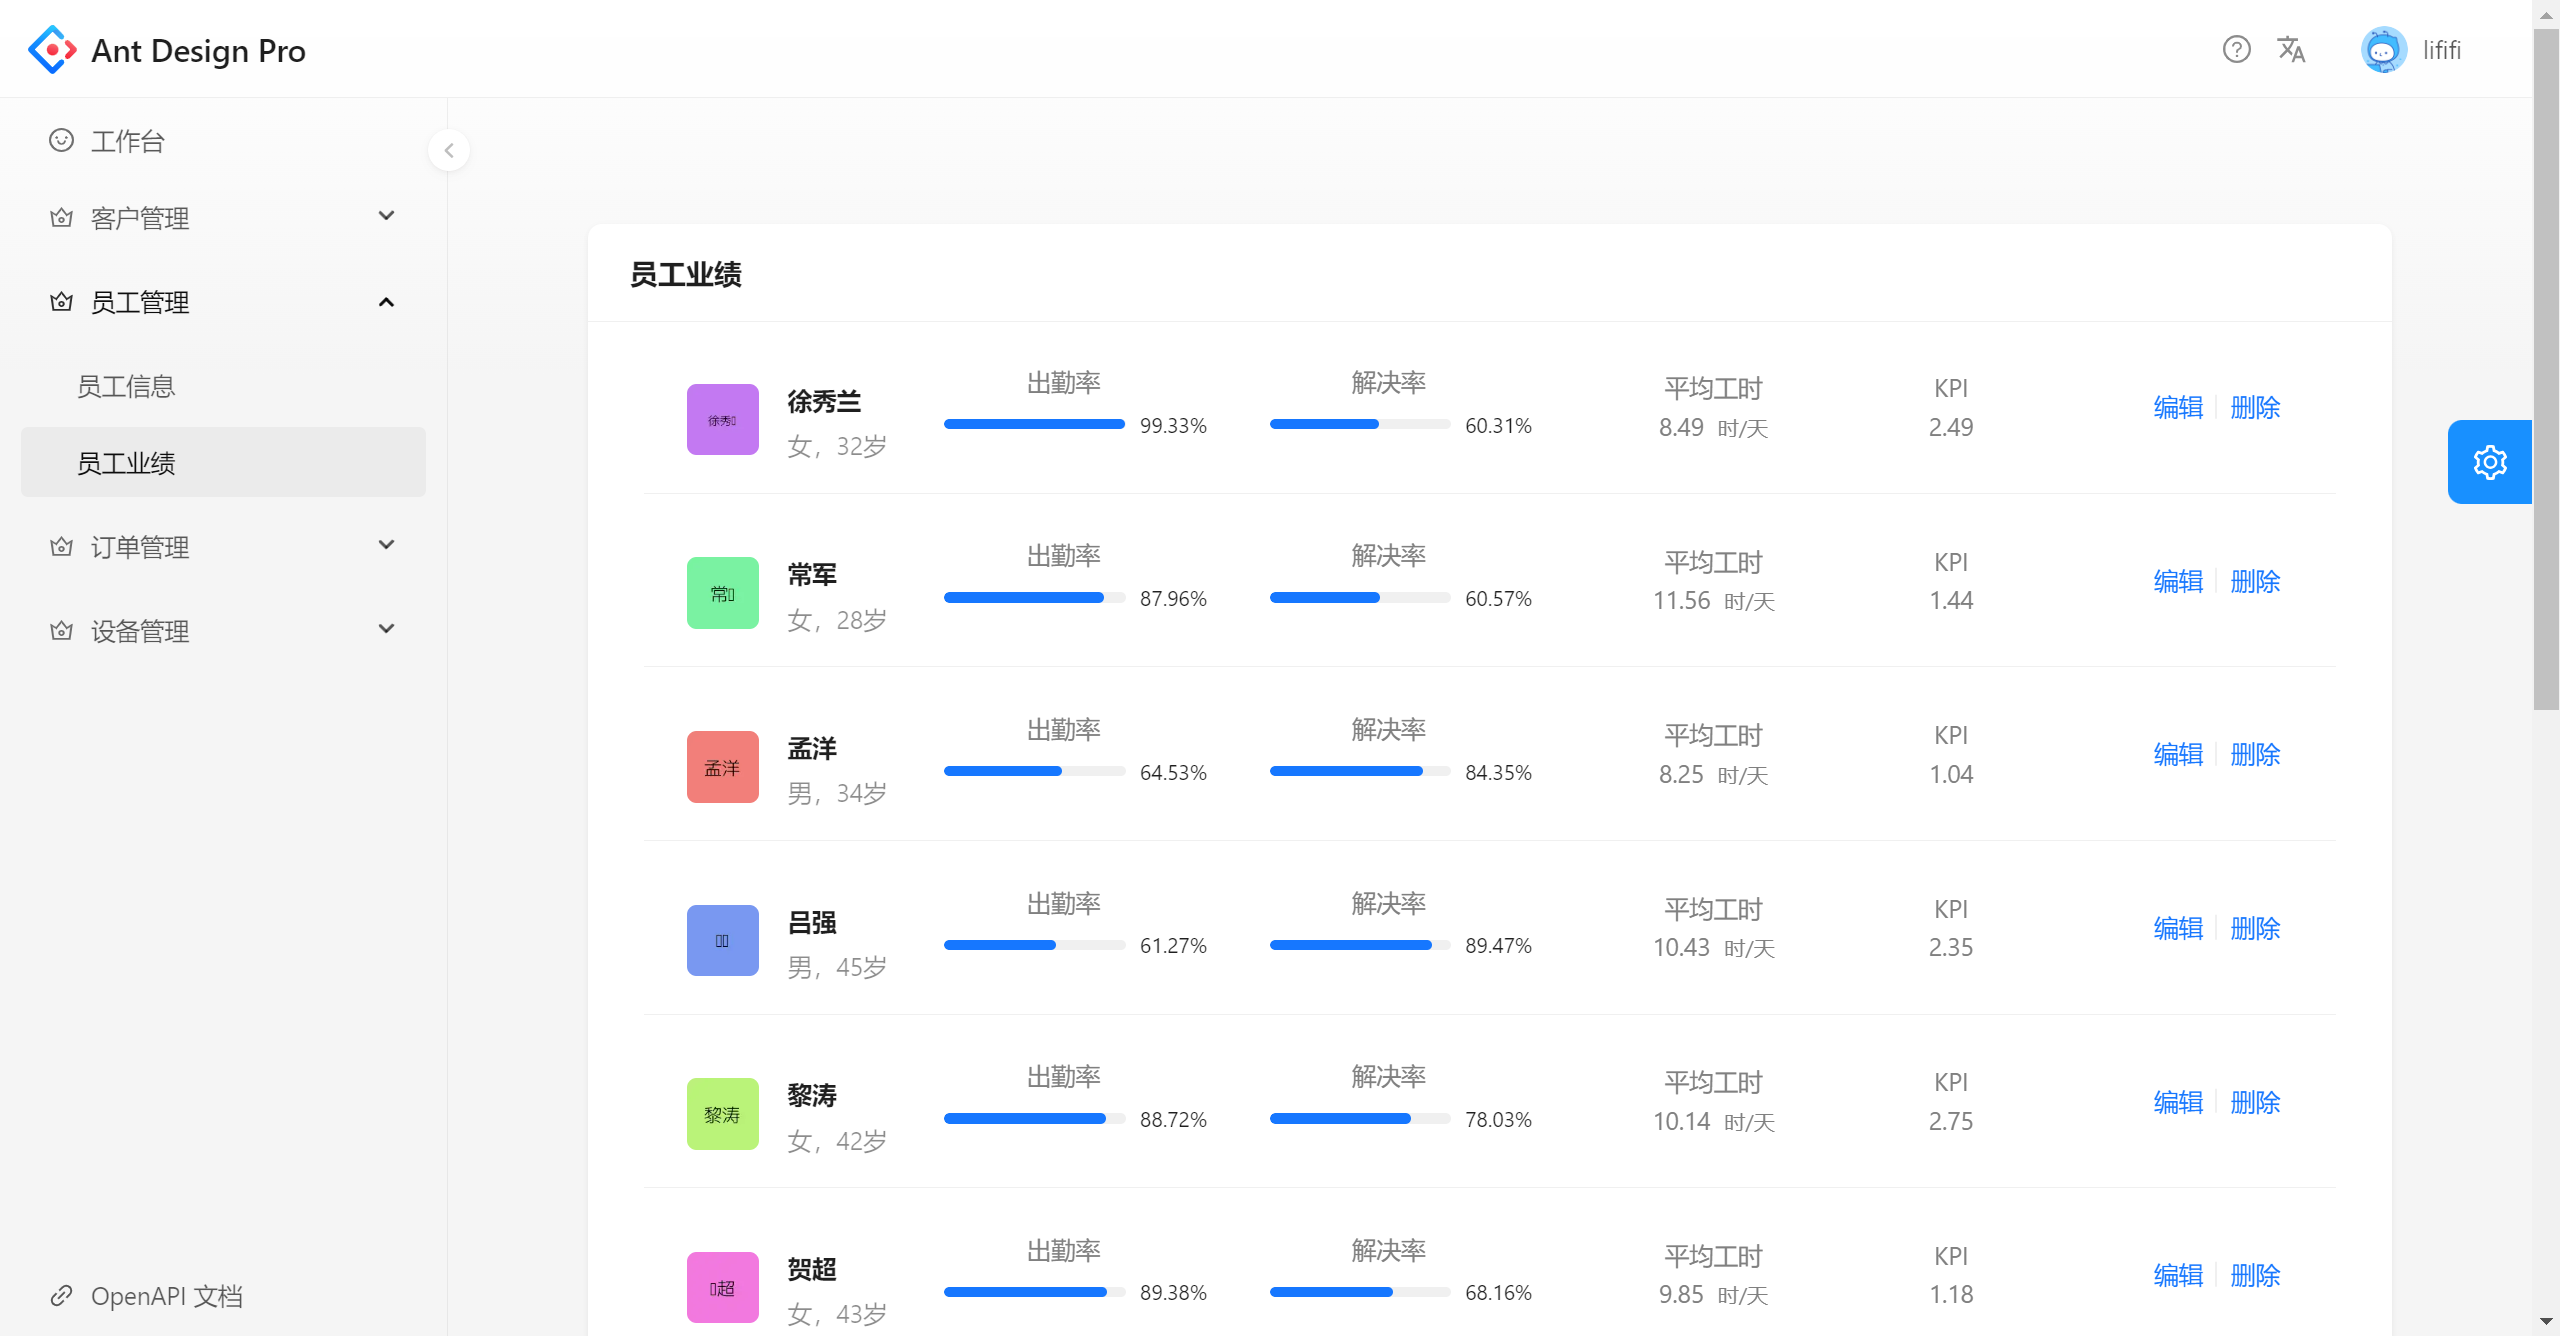 Ant Design Pro
lififi
工作台
客户管理
员工管理
员工信息
员工业绩
订单管理
设备管理
OpenAPI 文档
员工业绩
徐秀
徐秀兰
女，32岁
出勤率
99.33%
解决率
60.31%
平均工时
8.49 时/天
KPI
2.49
编辑 删除
常
常军
女，28岁
出勤率
87.96%
解决率
60.57%
平均工时
11.56 时/天
KPI
1.44
编辑 删除
孟洋
孟洋
男，34岁
出勤率
64.53%
解决率
84.35%
平均工时
8.25 时/天
KPI
1.04
编辑 删除
吕强
男，45岁
出勤率
61.27%
解决率
89.47%
平均工时
10.43 时/天
KPI
2.35
编辑 删除
黎涛
黎涛
女，42岁
出勤率
88.72%
解决率
78.03%
平均工时
10.14 时/天
KPI
2.75
编辑 删除
超
贺超
女，43岁
出勤率
89.38%
解决率
68.16%
平均工时
9.85 时/天
KPI
1.18
编辑 删除